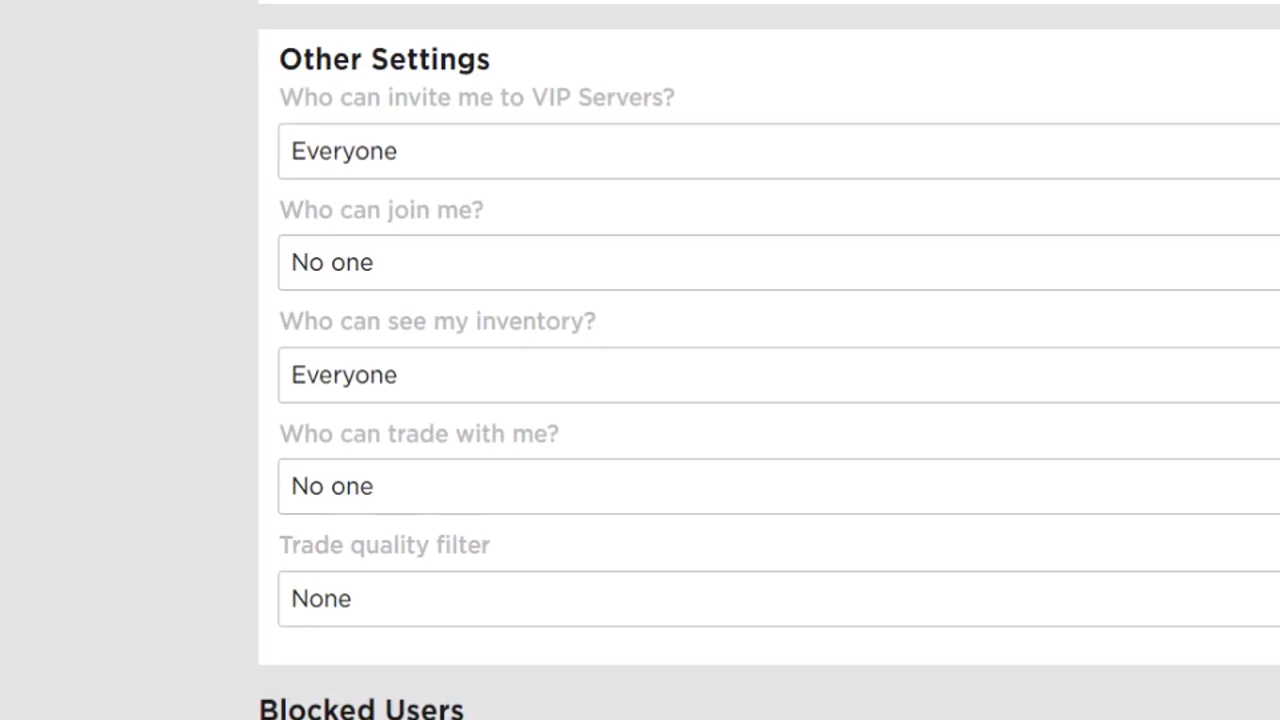 Other Settings
Who can invite me to VIP Servers?
Everyone
Who can join me?
No one
Who can see my inventory?
Everyone
Who can trade with me?
No one
Trade quality filter
None
Blocked Users